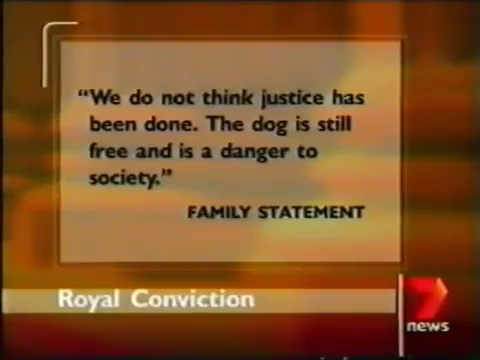 “We do not think justice has
been done. The dog is still
free and is a danger to
society.”
FAMILY STATEMENT
Royal Conviction
7
news